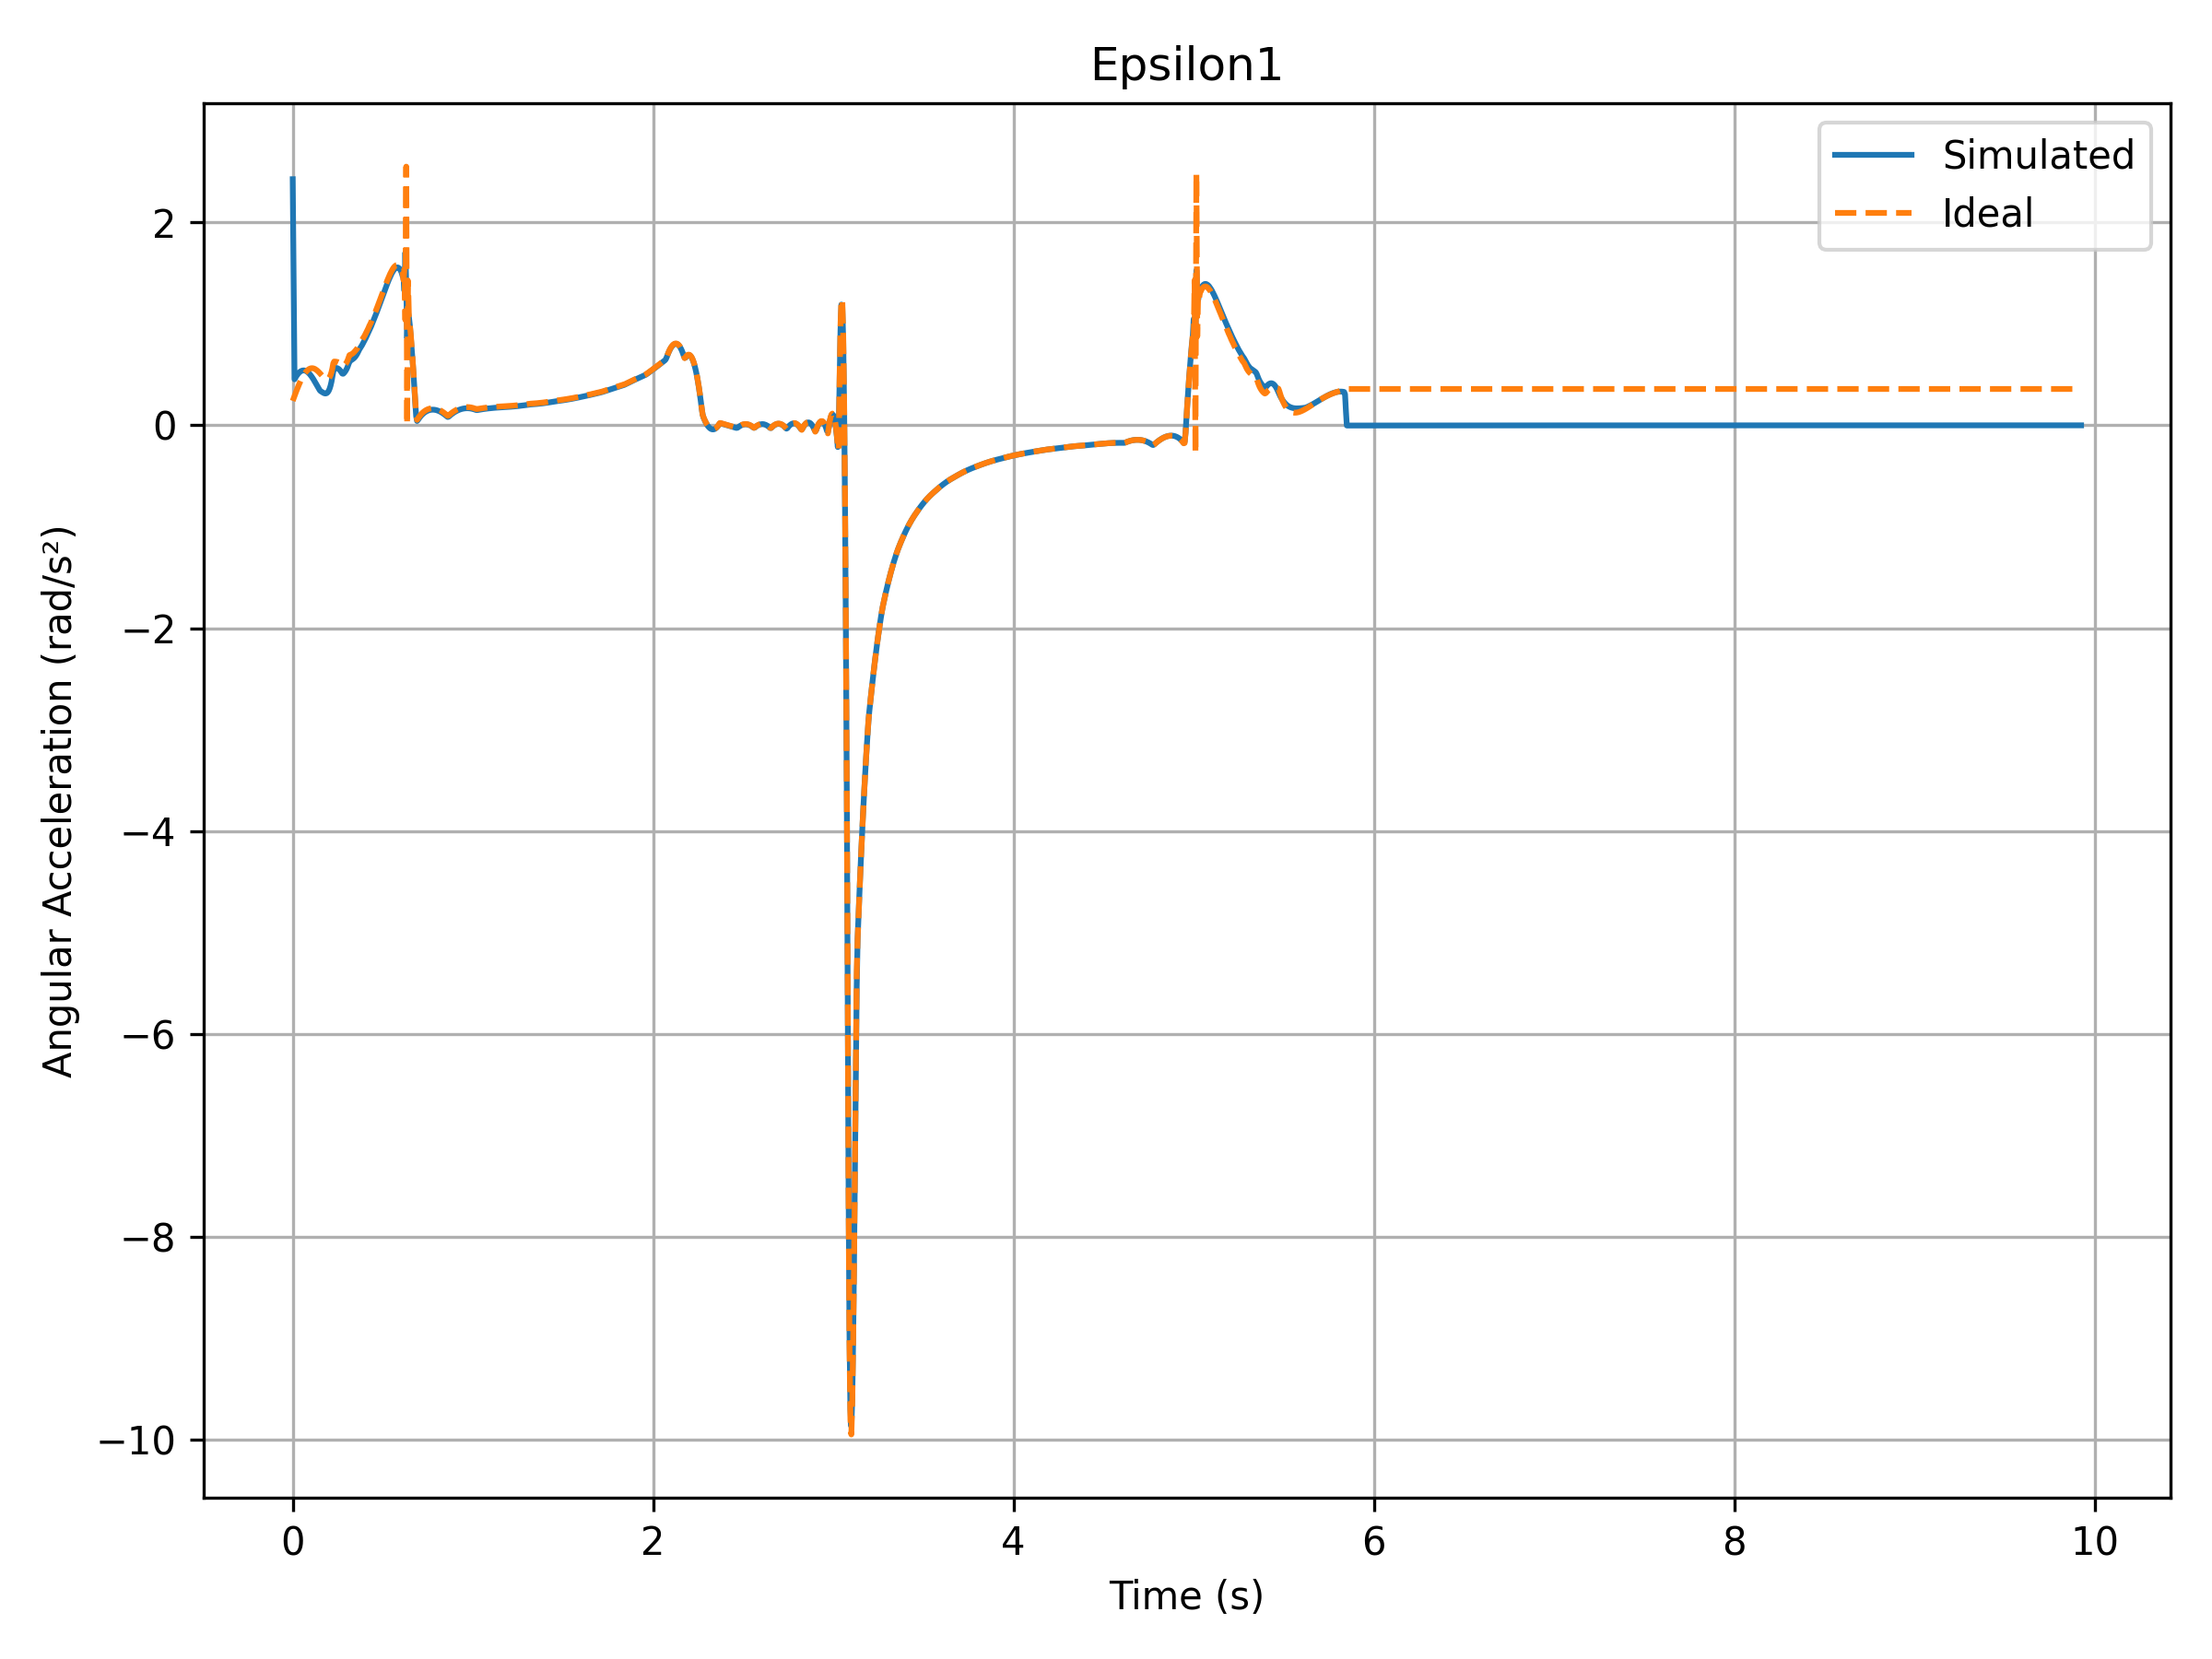 Epsilon1
Simulated
Ideal
2
0
−2
−4
−6
−8
−10
Angular Acceleration (rad/s²)
0 2 4 6 8 10
Time (s)